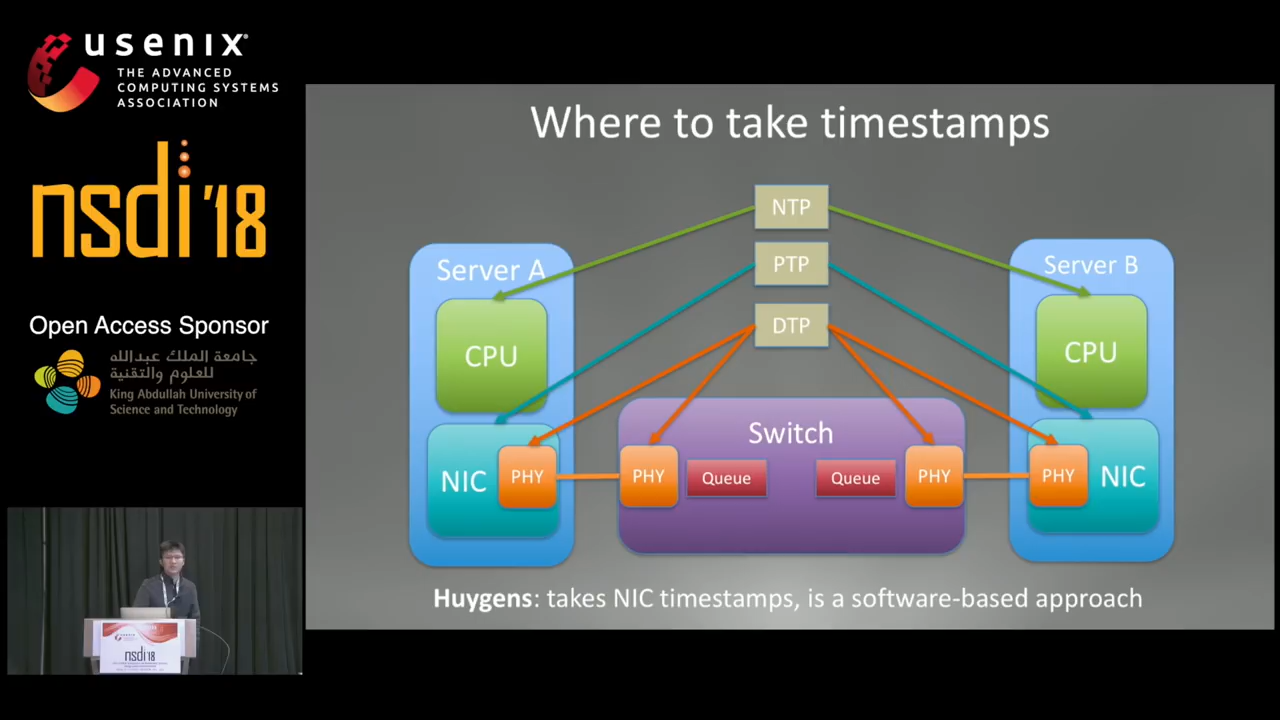 usenix
THE ADVANCED
COMPUTING SYSTEMS
ASSOCIATION
nsdi '18
Open Access Sponsor
جامعة الملك عبدالله
للعلوم والتقنية
King Abdullah University of
Science and Technology
Where to take timestamps
NTP
PTP
DTP
Server A
CPU
NIC
PHY
Switch
PHY
Queue
Queue
PHY
Server B
CPU
PHY
NIC
Huygens: takes NIC timestamps, is a software-based approach
usenix
nsdi'18